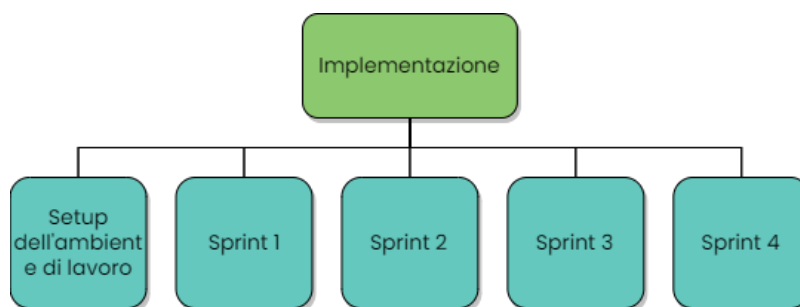 Implementazione
Setup
dell'ambient
e di lavoro
Sprint 1
Sprint 2
Sprint 3
Sprint 4